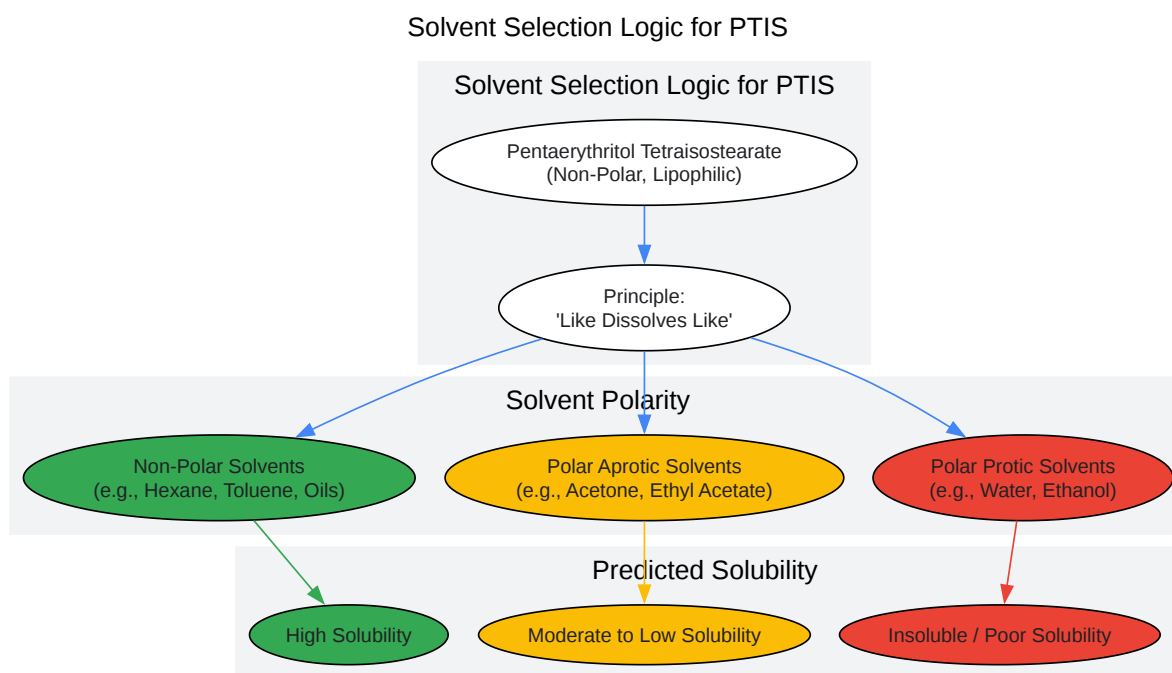 Solvent Selection Logic for PTIS
Solvent Selection Logic for PTIS
Pentaerythritol Tetraisostearate
(Non-Polar, Lipophilic)
Principle:
'Like Dissolves Like'
Solvent Polarity
Non-Polar Solvents
(e.g., Hexane, Toluene, Oils)
Polar Aprotic Solvents
(e.g., Acetone, Ethyl Acetate)
Polar Protic Solvents
(e.g., Water, Ethanol)
Predicted Solubility
High Solubility
Moderate to Low Solubility
Insoluble / Poor Solubility